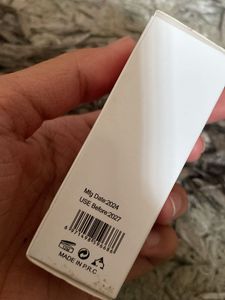 Mfg Date:2024
USE Before:2027
MADE IN P.R.C